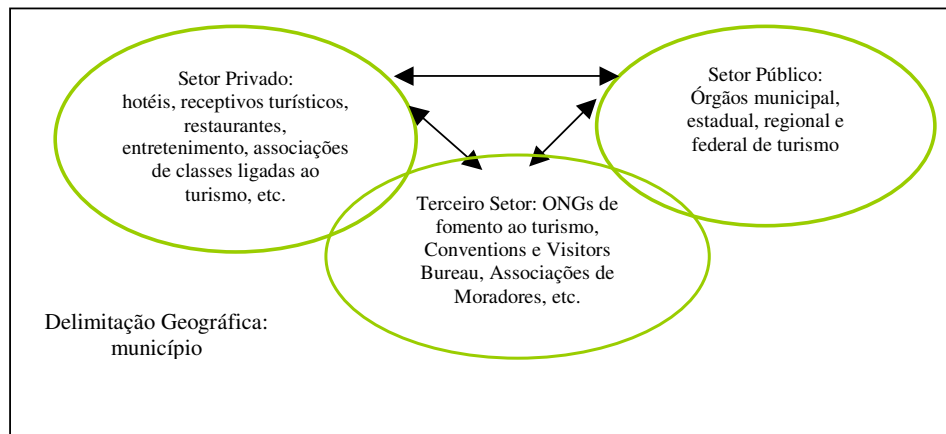 Setor Privado:
hotéis, receptivos turísticos,
restaurantes,
entretenimento, associações
de classes ligadas ao
turismo, etc.
Setor Público:
Órgãos municipal,
estadual, regional e
federal de turismo
Terceiro Setor: ONGs de
fomento ao turismo,
Conventions e Visitors
Bureau, Associações de
Moradores, etc.
Delimitação Geográfica:
município